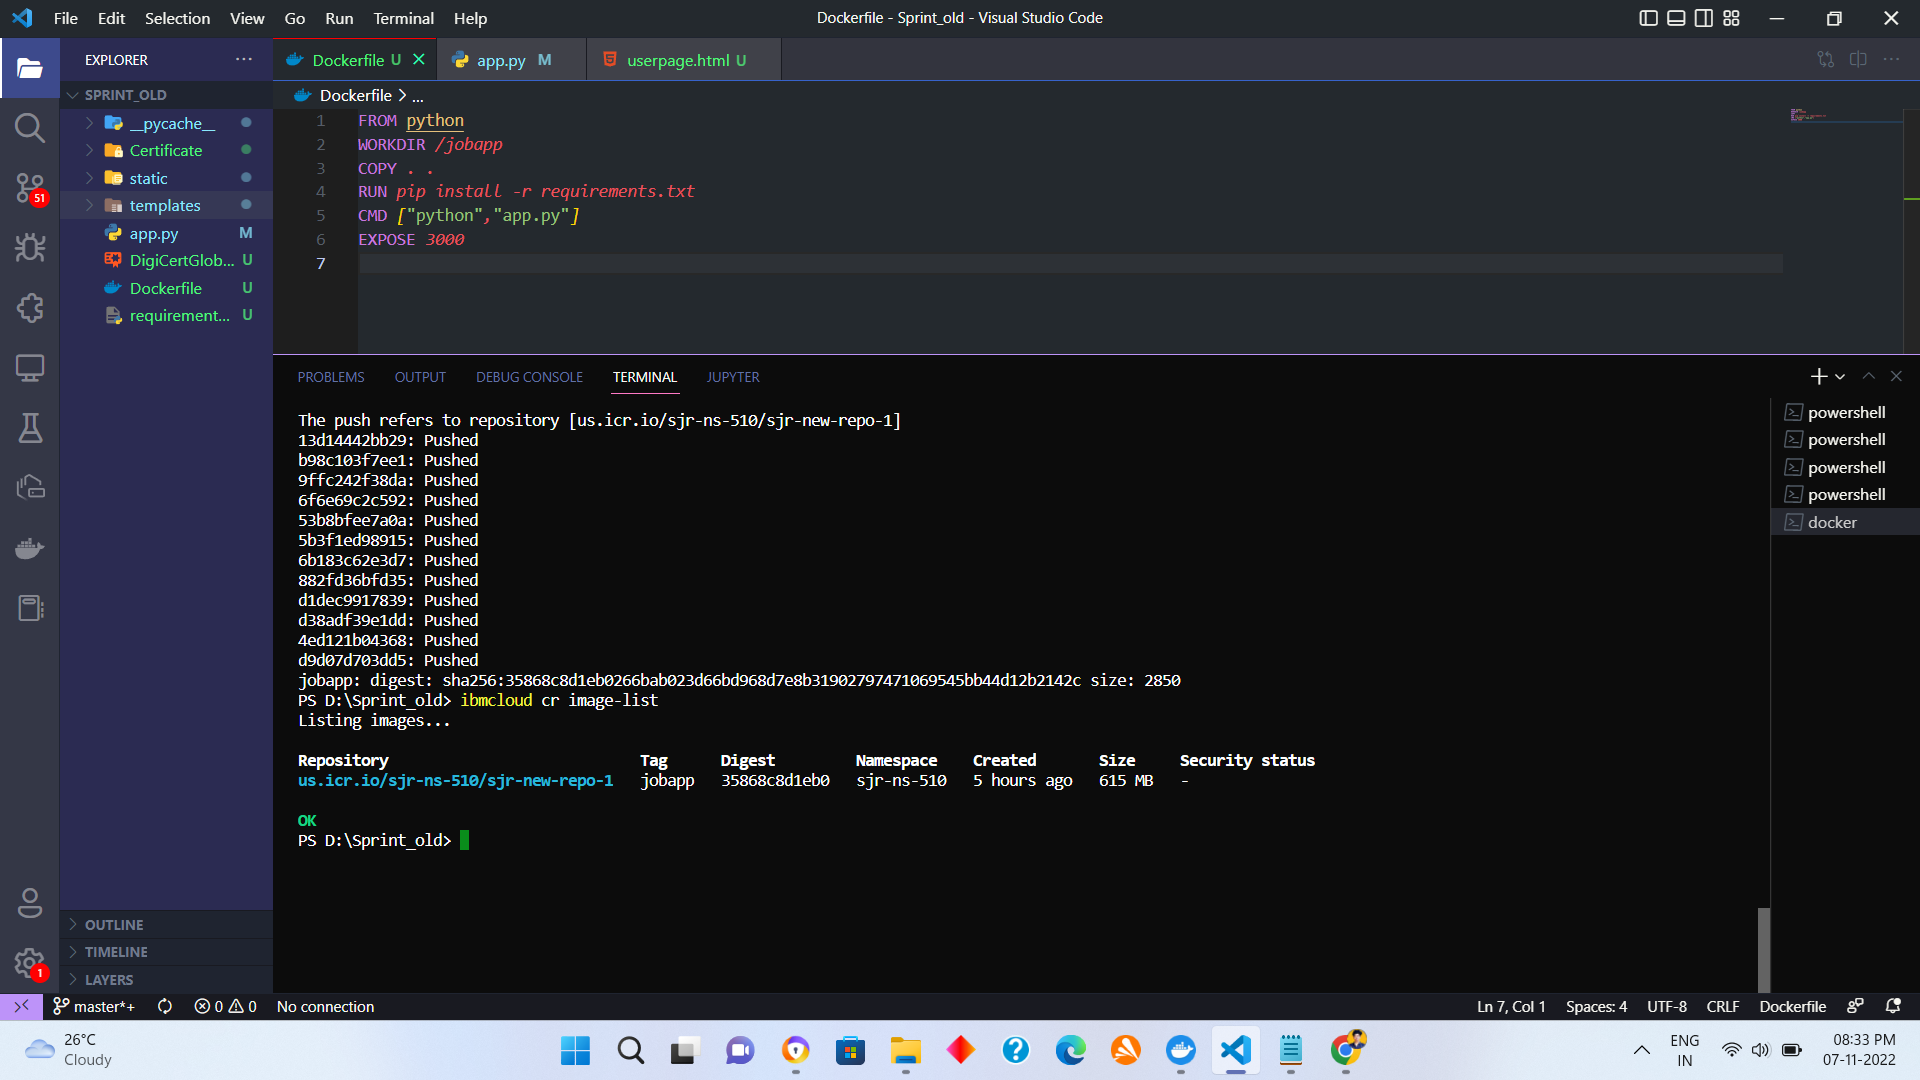 File Edit Selection View Go Run Terminal Help
Dockerfile - Sprint_old - Visual Studio Code
EXPLORER
Dockerfile U
app.py M
userpage.html U
SPRINT_OLD
__pycache__
Certificate
static
templates
app.py M
DigiCertGlob... U
Dockerfile U
requirement... U
51
Dockerfile > ...
1 FROM python
2 WORKDIR /jobapp
3 COPY . .
4 RUN pip install -r requirements.txt
5 CMD ["python","app.py"]
6 EXPOSE 3000
7
PROBLEMS OUTPUT DEBUG CONSOLE TERMINAL JUPYTER
The push refers to repository [us.icr.io/sjr-ns-510/sjr-new-repo-1]
13d14442bb29: Pushed
b98c103f7ee1: Pushed
9ffc242f38da: Pushed
6f6e69c2c592: Pushed
53b8bfee7a0a: Pushed
5b3f1ed98915: Pushed
6b183c62e3d7: Pushed
882fd36bfd35: Pushed
d1dec9917839: Pushed
d38adf39e1dd: Pushed
4ed121b04368: Pushed
d9d07d703dd5: Pushed
jobapp: digest: sha256:35868c8d1eb0266bab023d66bd968d7e8b31902797471069545bb44d12b2142c size: 2850
PS D:\Sprint_old> ibmcloud cr image-list
Listing images...
Repository Tag Digest Namespace Created Size Security status
us.icr.io/sjr-ns-510/sjr-new-repo-1 jobapp 35868c8d1eb0 sjr-ns-510 5 hours ago 615 MB -
OK
PS D:\Sprint_old>
powershell
powershell
powershell
powershell
docker
OUTLINE
TIMELINE
LAYERS
1
master*+ 0 0 No connection
Ln 7, Col 1 Spaces: 4 UTF-8 CRLF Dockerfile
26°C
Cloudy
ENG
IN
08:33 PM
07-11-2022